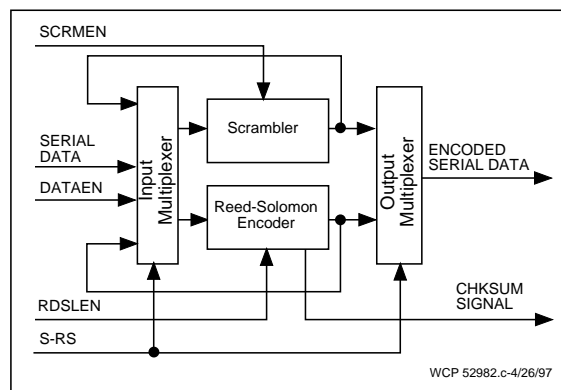 SCRMEN
Scrambler
SERIAL
DATA
DATAEN
Input
Multiplexer
Output
Multiplexer
ENCODED
SERIAL DATA
Reed-Solomon
Encoder
RDSLEN
CHKSUM
SIGNAL
S-RS
WCP 52982.c-4/26/97